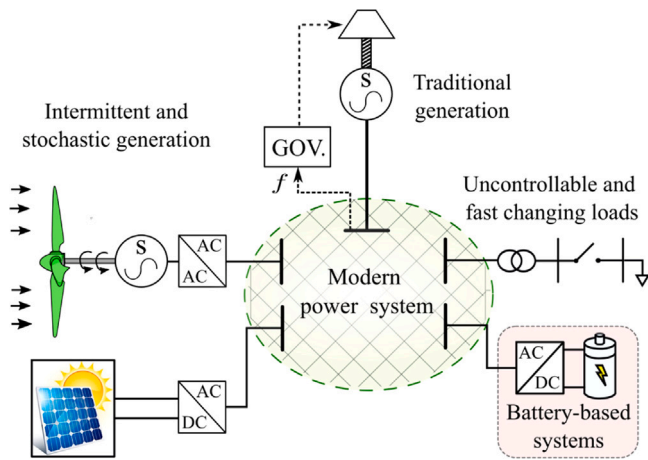 S
Traditional
generation
Intermittent and
stochastic generation
GOV.
f
Uncontrollable and
fast changing loads
S
AC
AC
Modern
power system
AC
DC
AC
DC
Battery-based
systems